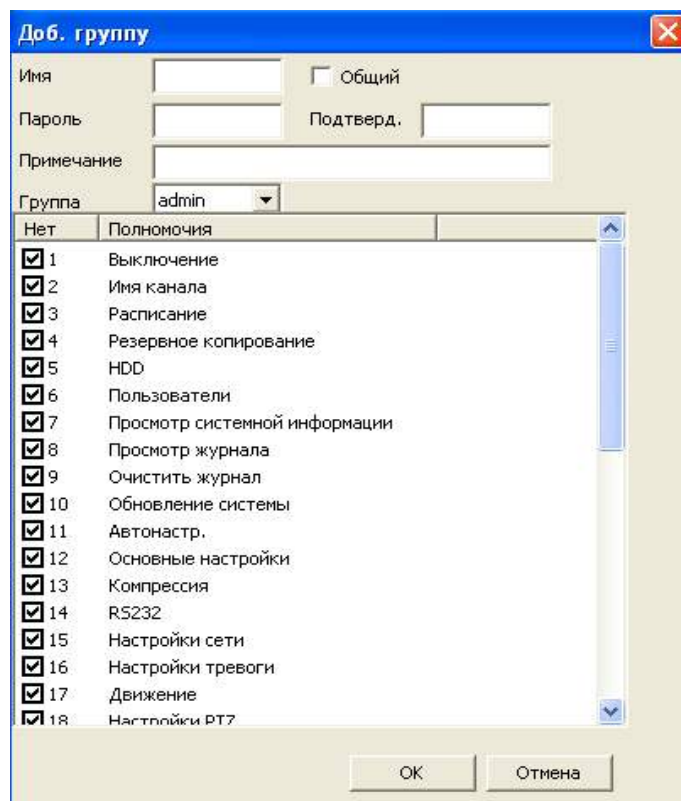 Доб. группу
Имя Общий
Пароль Подтверд.
Примечание
Группа admin
Нет Полномочия
1 Выключение
2 Имя канала
3 Расписание
4 Резервное копирование
5 HDD
6 Пользователи
7 Просмотр системной информации
8 Просмотр журнала
9 Очистить журнал
10 Обновление системы
11 Автонастр.
12 Основные настройки
13 Компрессия
14 RS232
15 Настройки сети
16 Настройки тревоги
17 Движение
18 Настройки PTZ
OK Отмена